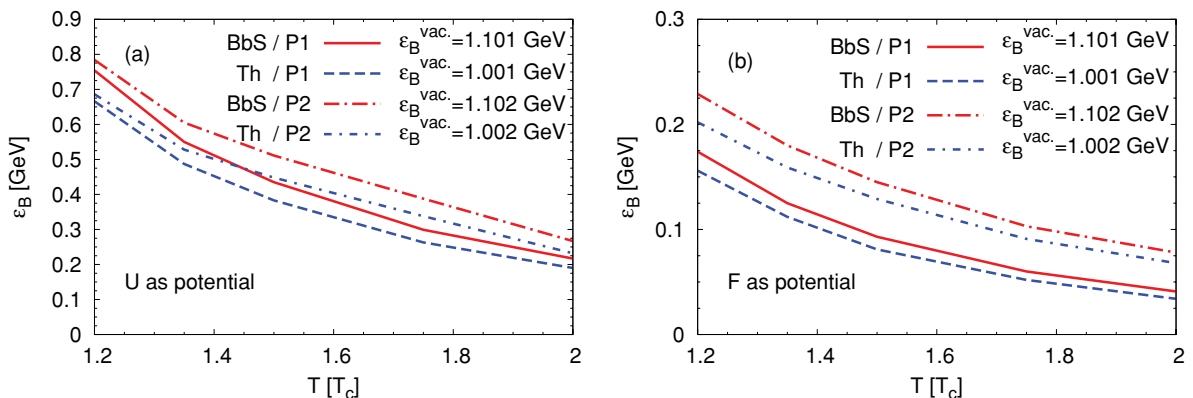 0.9
0.8
0.7
0.6
0.5
0.4
0.3
0.2
0.1
0
ε_B [GeV]
(a)
BbS / P1 ε_B^vac.=1.101 GeV
Th / P1 ε_B^vac.=1.001 GeV
BbS / P2 ε_B^vac.=1.102 GeV
Th / P2 ε_B^vac.=1.002 GeV
U as potential
1.2 1.4 1.6 1.8 2
T [T_c]
0.3
0.2
0.1
0
ε_B [GeV]
(b)
BbS / P1 ε_B^vac.=1.101 GeV
Th / P1 ε_B^vac.=1.001 GeV
BbS / P2 ε_B^vac.=1.102 GeV
Th / P2 ε_B^vac.=1.002 GeV
F as potential
1.2 1.4 1.6 1.8 2
T [T_c]